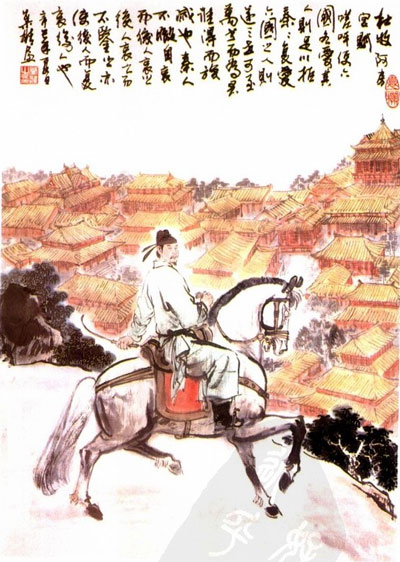 杜牧阿房
宮賦
嗟呼使六
國各愛其
人則足以拒
秦秦復愛
六國之人則
遞三世可至
萬世而為君
誰得而族
滅也秦人
不暇自哀
而後人哀之
後人哀之而
不鑒之亦
使後人而復
哀後人也